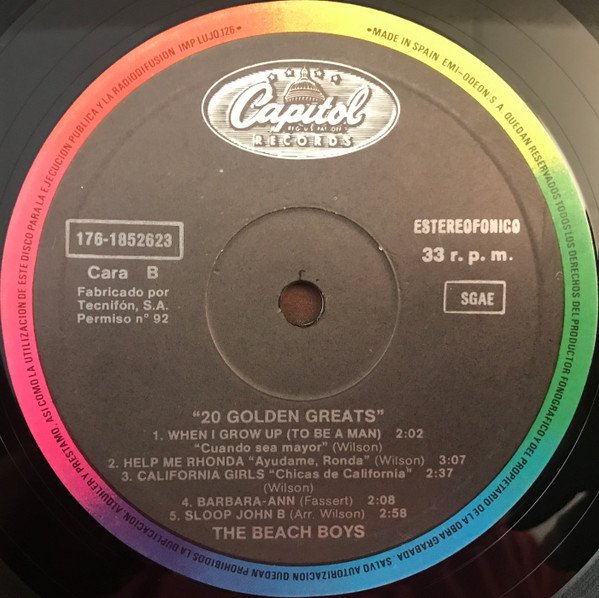 • MADE IN SPAIN EMI-ODEON, S.A. QUEDAN RESERVADOS TODOS LOS DERECHOS DEL PRODUCTOR FONOGRAFICO Y DEL PROPIETARIO DE LA OBRA GRABADA. SALVO AUTORIZACION QUEDAN PROHIBIDOS LA DUPLICACION, ALQUILER Y PRESTAMO, ASI COMO LA UTILIZACION DE ESTE DISCO PARA LA EJECUCION PUBLICA Y LA RADIODIFUSION. IMP LUJO 126 •
Capitol
RECORDS
176-1852623
Cara B
Fabricado por
Tecnifón, S.A.
Permiso n° 92
ESTEREOFONICO
33 r. p. m.
SGAE
"20 GOLDEN GREATS"
1. WHEN I GROW UP (TO BE A MAN) 2:02
"Cuando sea mayor" (Wilson)
2. HELP ME RHONDA "Ayudame, Ronda" (Wilson) 3:07
3. CALIFORNIA GIRLS "Chicas de California" 2:37
(Wilson)
4. BARBARA-ANN (Fassert) 2:08
5. SLOOP JOHN B (Arr. Wilson) 2:58
THE BEACH BOYS